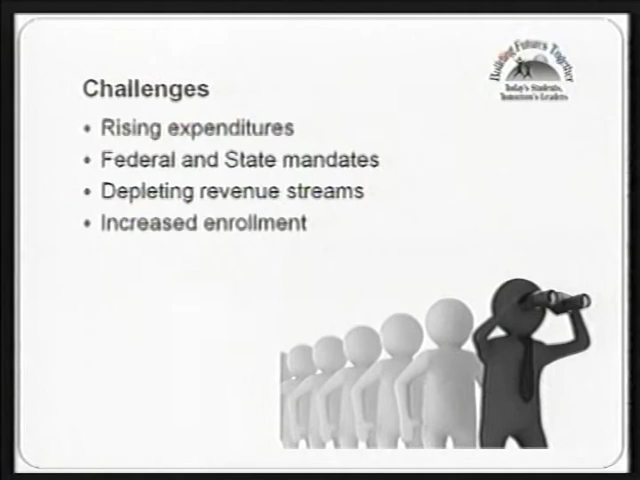 Building Futures Together
Today's Students,
Tomorrow's Leaders
Challenges
• Rising expenditures
• Federal and State mandates
• Depleting revenue streams
• Increased enrollment